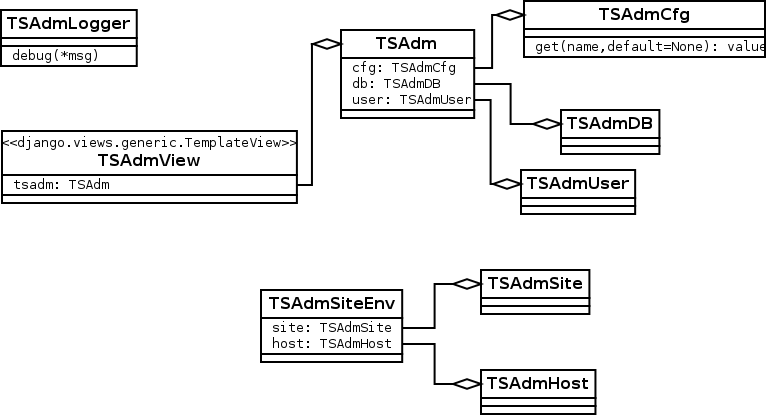 TSAdmLogger
debug(*msg)
TSAdm
cfg: TSAdmCfg
db: TSAdmDB
user: TSAdmUser
TSAdmCfg
get(name,default=None): value
<<django.views.generic.TemplateView>>
TSAdmView
tsadm: TSAdm
TSAdmDB
TSAdmUser
TSAdmSiteEnv
site: TSAdmSite
host: TSAdmHost
TSAdmSite
TSAdmHost